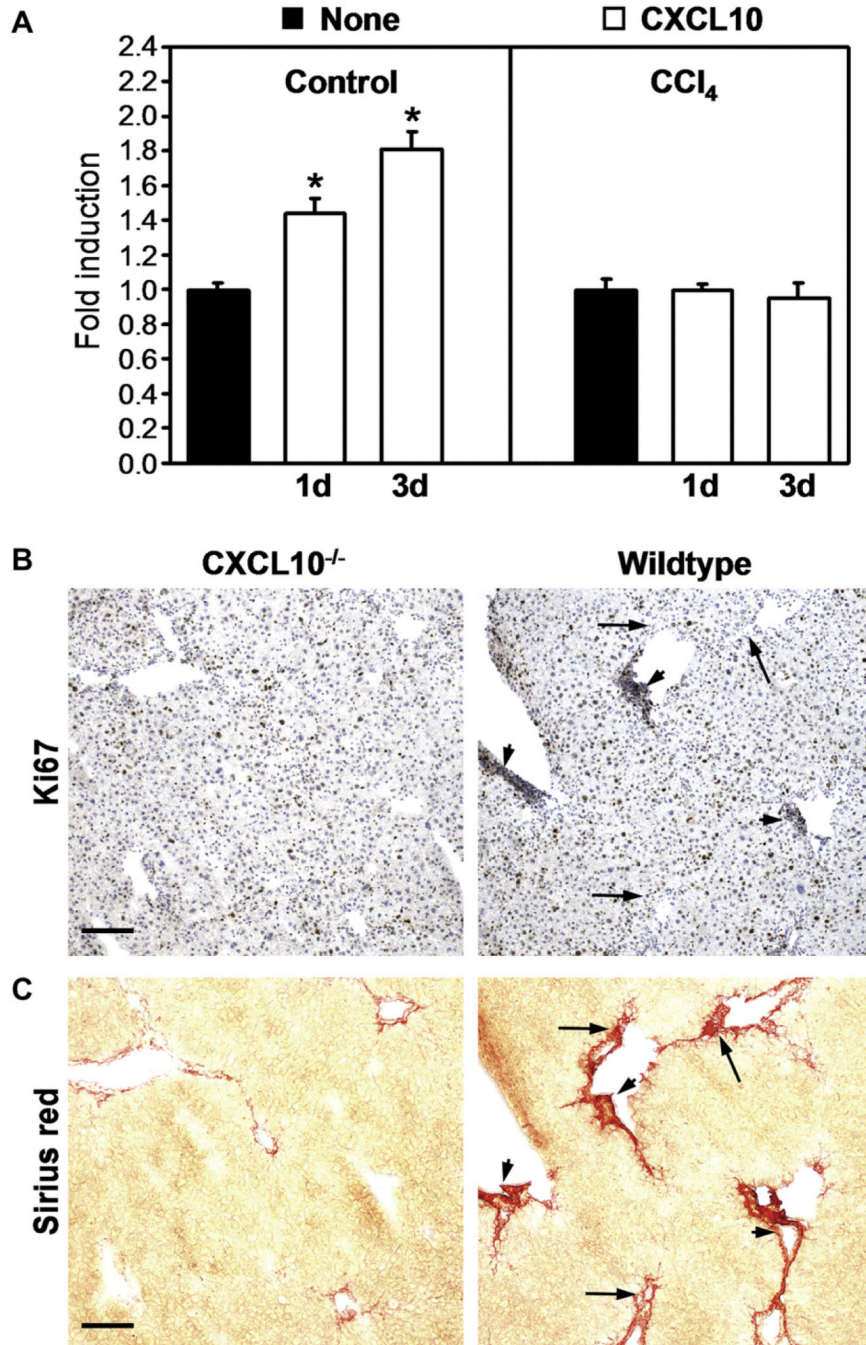 A
None CXCL10
Fold induction
2.4
2.2
2.0
1.8
1.6
1.4
1.2
1.0
0.8
0.6
0.4
0.2
0.0
Control
CCl₄
*
*
1d 3d 1d 3d
B
CXCL10⁻/⁻ Wildtype
Ki67
C
Sirius red